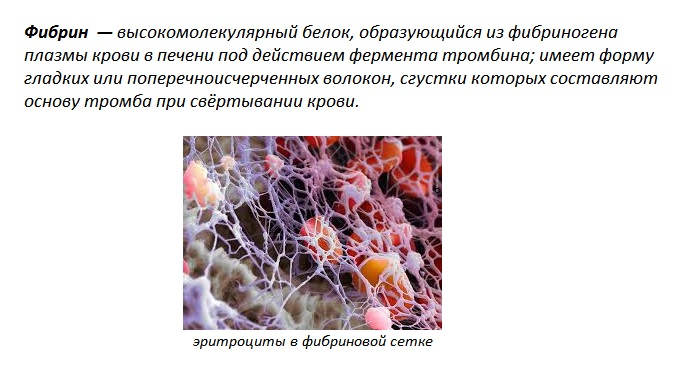 Фибрин — высокомолекулярный белок, образующийся из фибриногена
плазмы крови в печени под действием фермента тромбина; имеет форму
гладких или поперечноисчерченных волокон, сгустки которых составляют
основу тромба при свёртывании крови.
эритроциты в фибриновой сетке